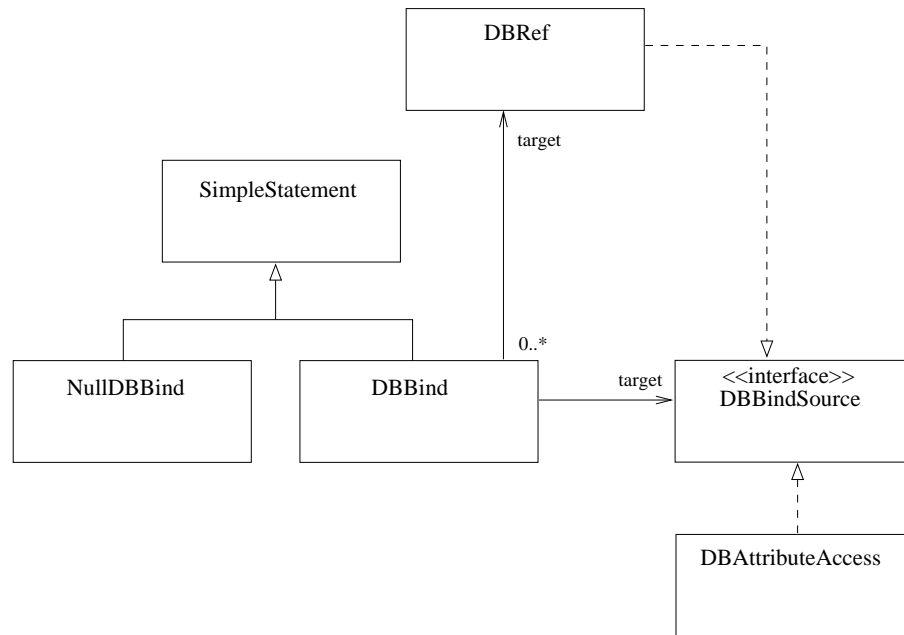 DBRef
target
SimpleStatement
0..*
NullDBBind
DBBind
target
<<interface>>
DBBindSource
DBAttributeAccess